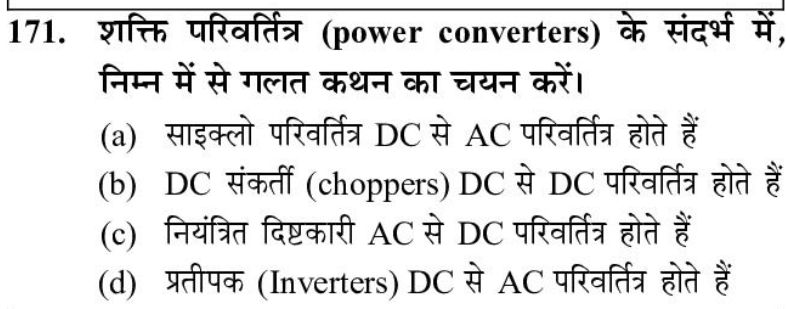 171. शक्ति परिवर्तित्र (power converters) के संदर्भ में,
निम्न में से गलत कथन का चयन करें।
(a) साइक्लो परिवर्तित्र DC से AC परिवर्तित्र होते हैं
(b) DC संकर्ती (choppers) DC से DC परिवर्तित्र होते हैं
(c) नियंत्रित दिष्टकारी AC से DC परिवर्तित्र होते हैं
(d) प्रतीपक (Inverters) DC से AC परिवर्तित्र होते हैं